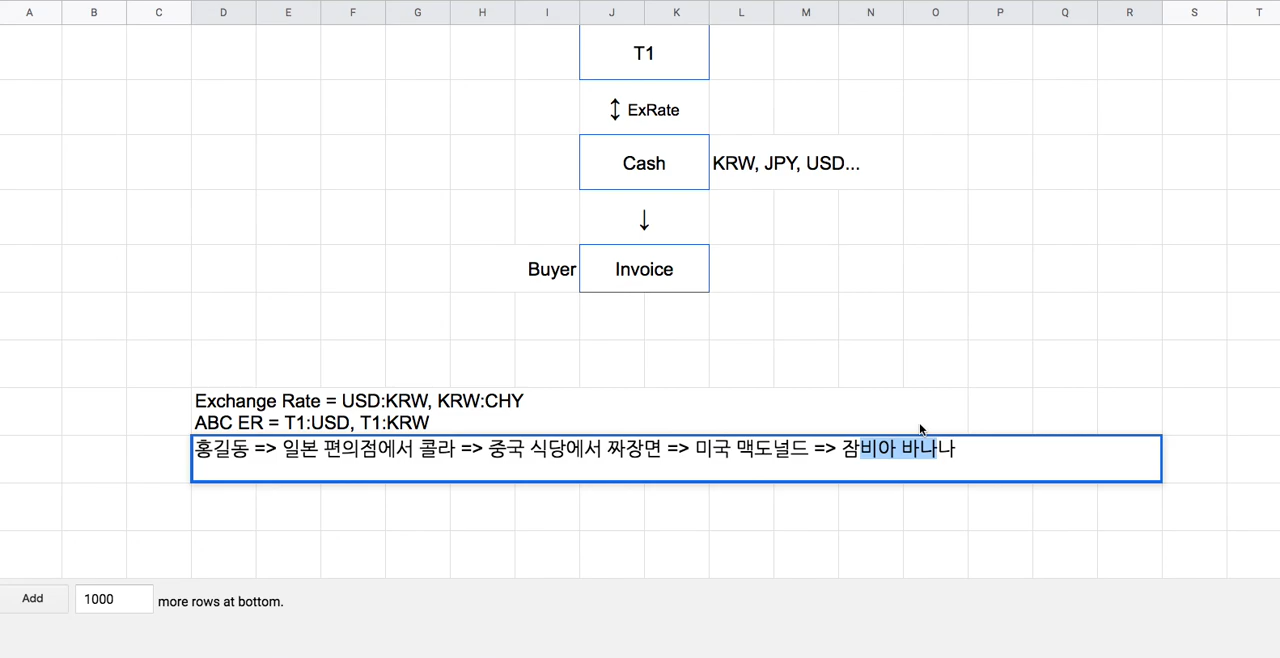 A B C D E F G H I J K L M N O P Q R S T
T1
↕ ExRate
Cash
KRW, JPY, USD...
↓
Buyer
Invoice
Exchange Rate = USD:KRW, KRW:CHY
ABC ER = T1:USD, T1:KRW
홍길동 => 일본 편의점에서 콜라 => 중국 식당에서 짜장면 => 미국 맥도널드 => 잠비아 바나나
Add 1000 more rows at bottom.